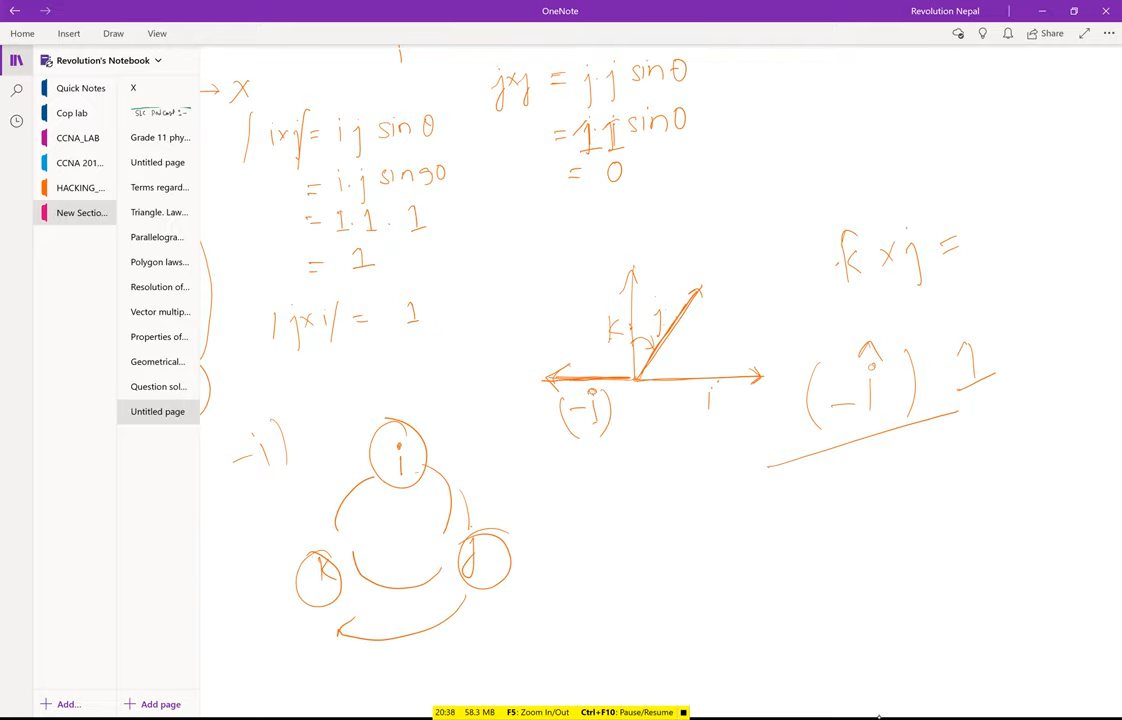 OneNote
Revolution Nepal
Home Insert Draw View
Share
Revolution's Notebook
Quick Notes
Cop lab
CCNA_LAB
CCNA 201...
HACKING_...
New Sectio...
X
Grade 11 phy...
Untitled page
Terms regard...
Triangle. Law...
Parallelogra...
Polygon laws...
Resolution of...
Vector multip...
Properties of...
Geometrical...
Question sol...
Untitled page
Add...
Add page
i
→ X
|i×j| = i j sin θ
= i . j sin 90
= 1 . 1 . 1
= 1
|j×i| = 1
j×j = j . j sin θ
= 1 . 1 sin 0
= 0
k × j =
(-î) 1
k
j
i
(-i)
-i)
i
k
j
20:38 58.3 MB F5: Zoom In/Out Ctrl+F10: Pause/Resume